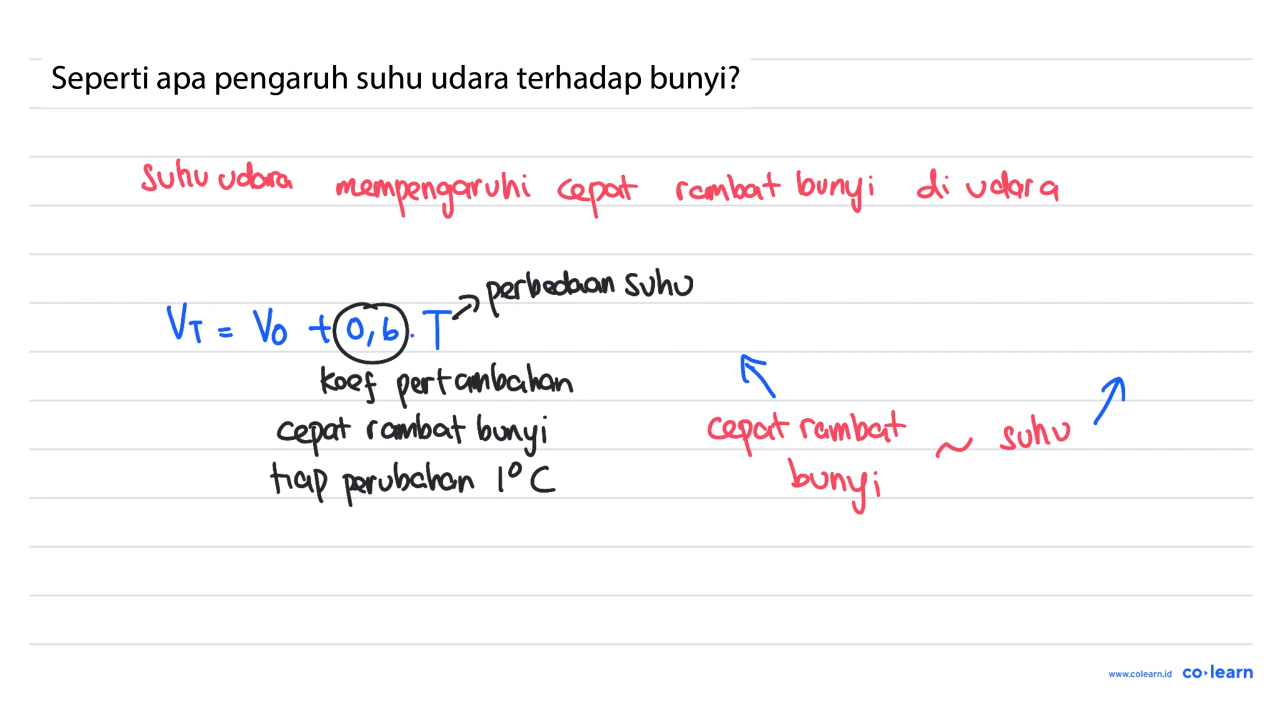 Seperti apa pengaruh suhu udara terhadap bunyi?
suhu udara mempengaruhi cepat rambat bunyi di udara
VT = V0 + 0,6 . T → perbedaan suhu
koef pertambahan
cepat rambat bunyi
tiap perubahan 1°C
cepat rambat ~ suhu
bunyi
www.colearn.id co·learn